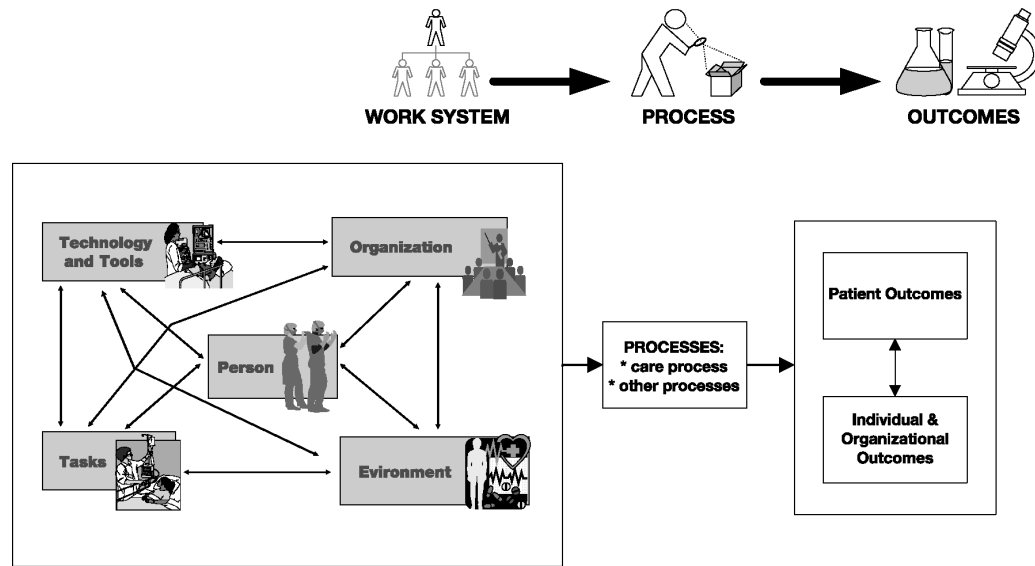 WORK SYSTEM
PROCESS
OUTCOMES
Technology
and Tools
Organization
Person
Tasks
Evironment
PROCESSES:
* care process
* other processes
Patient Outcomes
Individual &
Organizational
Outcomes